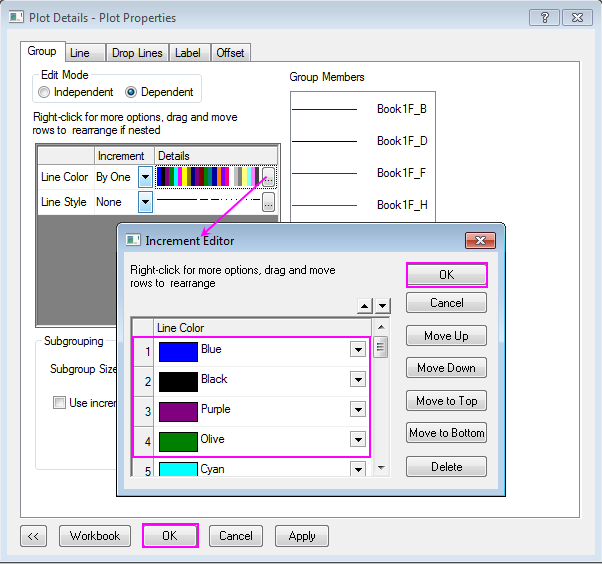 Plot Details - Plot Properties
Group
Line
Drop Lines
Label
Offset
Edit Mode
Independent
Dependent
Right-click for more options, drag and move
rows to rearrange if nested
Increment
Details
Line Color
By One
...
Line Style
None
...
Group Members
Book1F_B
Book1F_D
Book1F_F
Book1F_H
Subgrouping
Subgroup Size
Use increm
Increment Editor
Right-click for more options, drag and move
rows to rearrange
Line Color
1 Blue
2 Black
3 Purple
4 Olive
5 Cyan
OK
Cancel
Move Up
Move Down
Move to Top
Move to Bottom
Delete
<<
Workbook
OK
Cancel
Apply